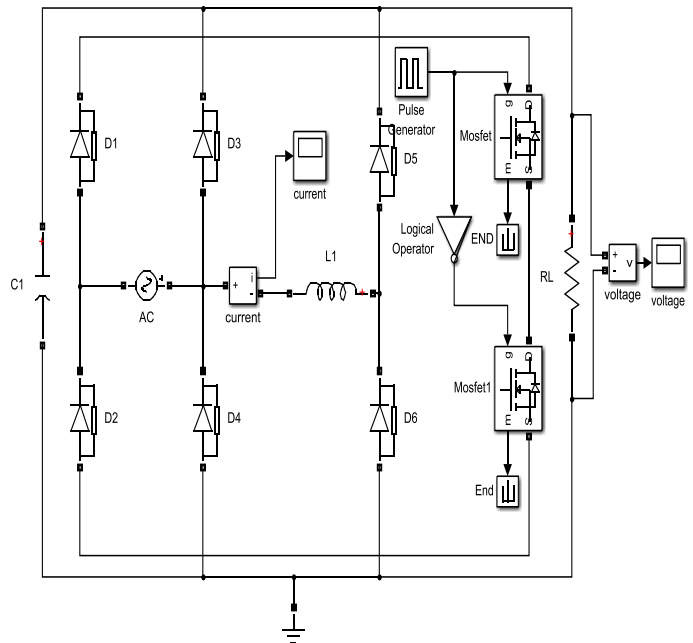 Pulse
Generator
g
D
Mosfet
m
S
D1
D3
D5
current
Logical
Operator
END
L1
C1
AC
+
i
-
current
RL
+
-
v
voltage
voltage
g
D
Mosfet1
m
S
D2
D4
D6
End